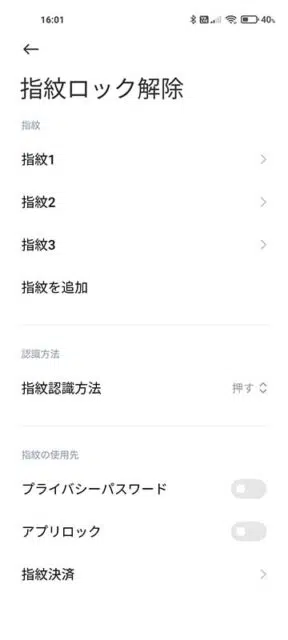 16:01
40%
指紋ロック解除
指紋
指紋1
指紋2
指紋3
指紋を追加
認識方法
指紋認識方法 押す
指紋の使用先
プライバシーパスワード
アプリロック
指紋決済